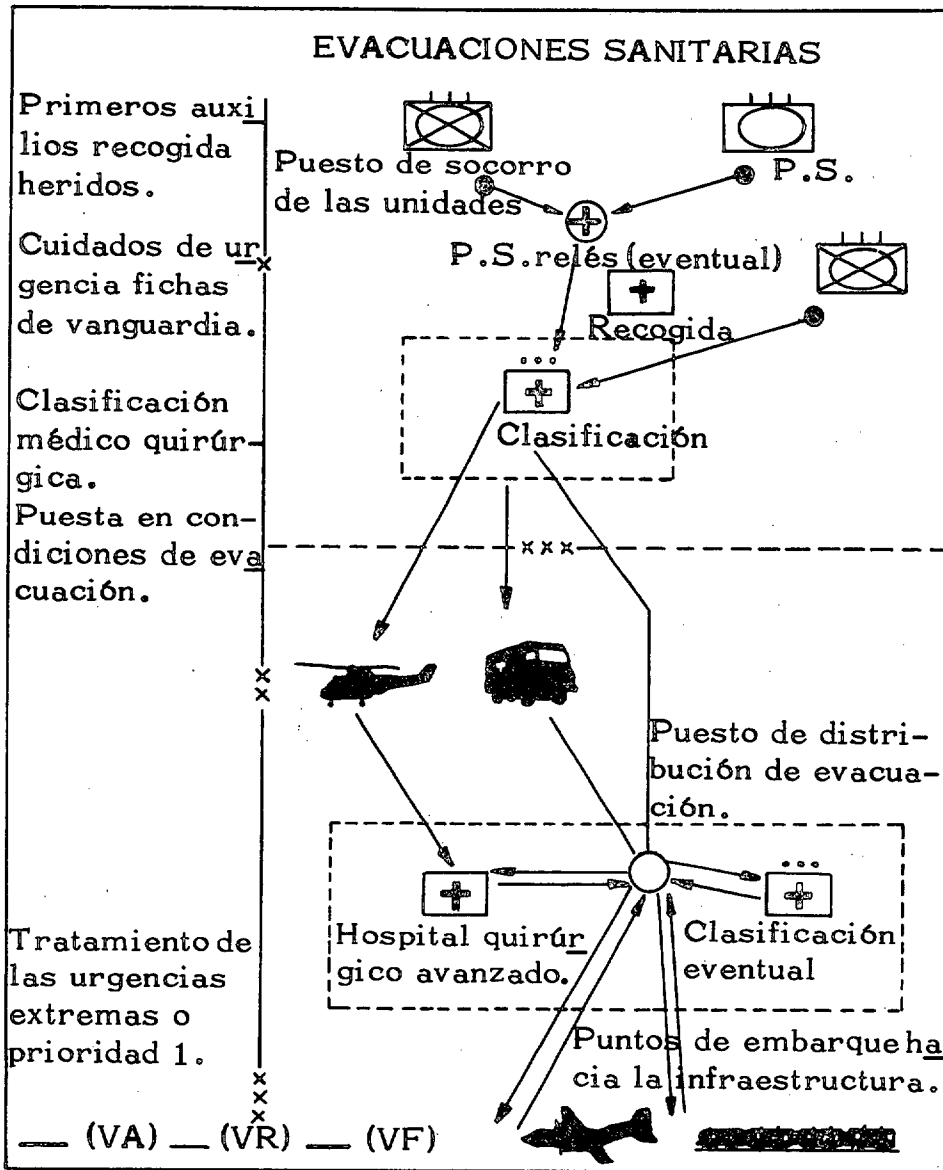 EVACUACIONES SANITARIAS
Primeros auxi
lios recogida
heridos.
Cuidados de ur
gencia fichas
de vanguardia.
Clasificación
médico quirúr-
gica.
Puesta en con-
diciones de eva
cuación.
Tratamiento de
las urgencias
extremas o
prioridad 1.
Puesto de socorro
de las unidades
P.S.
P.S. relés (eventual)
Recogida
Clasificación
Puesto de distri-
bución de evacua-
ción.
Hospital quirúr
gico avanzado.
Clasificación
eventual
Puntos de embarque ha
cia la infraestructura.
(VA) (VR) (VF)